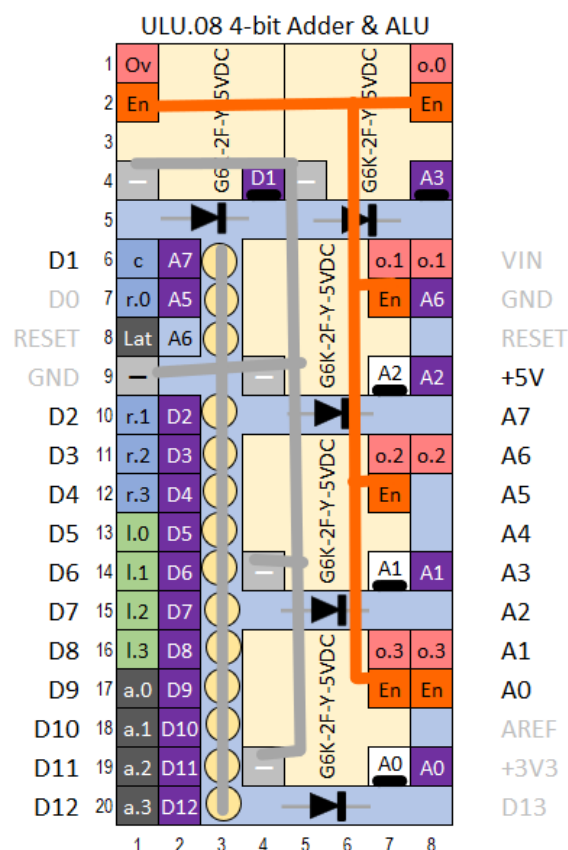 ULU.08 4-bit Adder & ALU
1 Ov G6K-2F-Y-5VDC G6K-2F-Y-5VDC o.0
2 En En
3
4 — D1 — A3
5
D1 6 c A7 G6K-2F-Y-5VDC o.1 o.1 VIN
D0 7 r.0 A5 En A6 GND
RESET 8 Lat A6 RESET
GND 9 — — A2 A2 +5V
D2 10 r.1 D2 A7
D3 11 r.2 D3 G6K-2F-Y-5VDC o.2 o.2 A6
D4 12 r.3 D4 En A5
D5 13 l.0 D5 A4
D6 14 l.1 D6 — A1 A1 A3
D7 15 l.2 D7 A2
D8 16 l.3 D8 G6K-2F-Y-5VDC o.3 o.3 A1
D9 17 a.0 D9 En En A0
D10 18 a.1 D10 AREF
D11 19 a.2 D11 — A0 A0 +3V3
D12 20 a.3 D12 D13
1 2 3 4 5 6 7 8